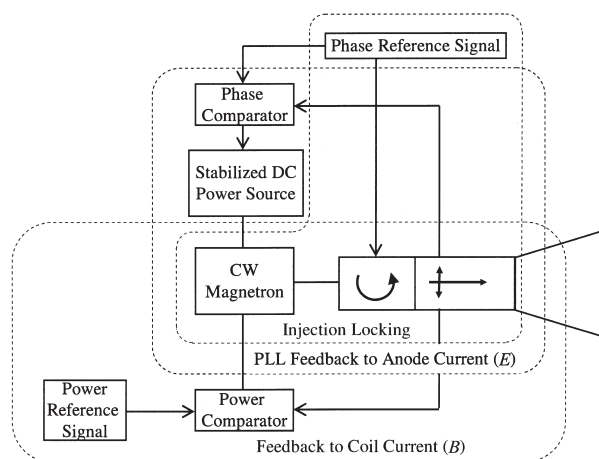 Phase Reference Signal
Phase
Comparator
Stabilized DC
Power Source
CW
Magnetron
Injection Locking
PLL Feedback to Anode Current (E)
Power
Reference
Signal
Power
Comparator
Feedback to Coil Current (B)